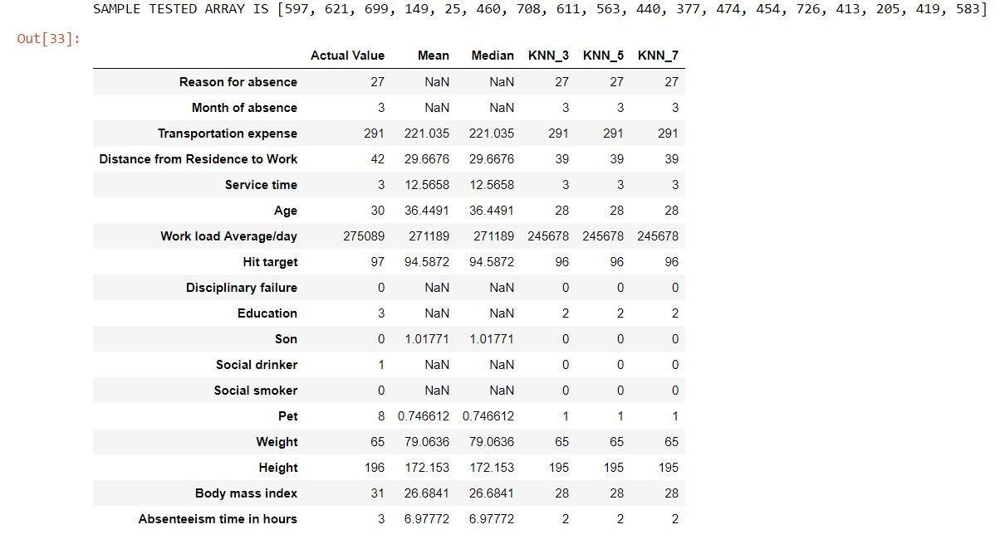 SAMPLE TESTED ARRAY IS [597, 621, 699, 149, 25, 460, 708, 611, 563, 440, 377, 474, 454, 726, 413, 205, 419, 583]
Out[33]:
Actual Value Mean Median KNN_3 KNN_5 KNN_7
Reason for absence 27 NaN NaN 27 27 27
Month of absence 3 NaN NaN 3 3 3
Transportation expense 291 221.035 221.035 291 291 291
Distance from Residence to Work 42 29.6676 29.6676 39 39 39
Service time 3 12.5658 12.5658 3 3 3
Age 30 36.4491 36.4491 28 28 28
Work load Average/day 275089 271189 271189 245678 245678 245678
Hit target 97 94.5872 94.5872 96 96 96
Disciplinary failure 0 NaN NaN 0 0 0
Education 3 NaN NaN 2 2 2
Son 0 1.01771 1.01771 0 0 0
Social drinker 1 NaN NaN 0 0 0
Social smoker 0 NaN NaN 0 0 0
Pet 8 0.746612 0.746612 1 1 1
Weight 65 79.0636 79.0636 65 65 65
Height 196 172.153 172.153 195 195 195
Body mass index 31 26.6841 26.6841 28 28 28
Absenteeism time in hours 3 6.97772 6.97772 2 2 2